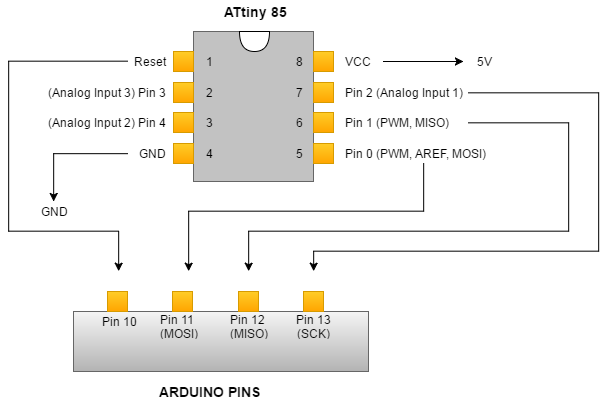 ATtiny 85
Reset 1 8 VCC 5V
(Analog Input 3) Pin 3 2 7 Pin 2 (Analog Input 1)
(Analog Input 2) Pin 4 3 6 Pin 1 (PWM, MISO)
GND 4 5 Pin 0 (PWM, AREF, MOSI)
GND
Pin 10 Pin 11 Pin 12 Pin 13
(MOSI) (MISO) (SCK)
ARDUINO PINS